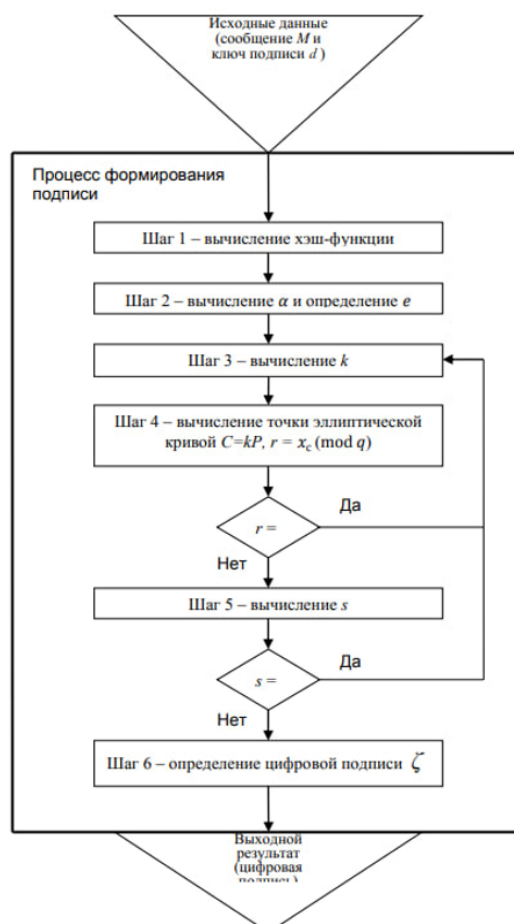 Исходные данные
(сообщение M и
ключ подписи d )
Процесс формирования
подписи
Шаг 1 – вычисление хэш-функции
Шаг 2 – вычисление α и определение e
Шаг 3 – вычисление k
Шаг 4 – вычисление точки эллиптической
кривой C=kP, r = x_c (mod q)
Да
r =
Нет
Шаг 5 – вычисление s
Да
s =
Нет
Шаг 6 – определение цифровой подписи ζ
Выходной
результат
(цифровая
подпись)